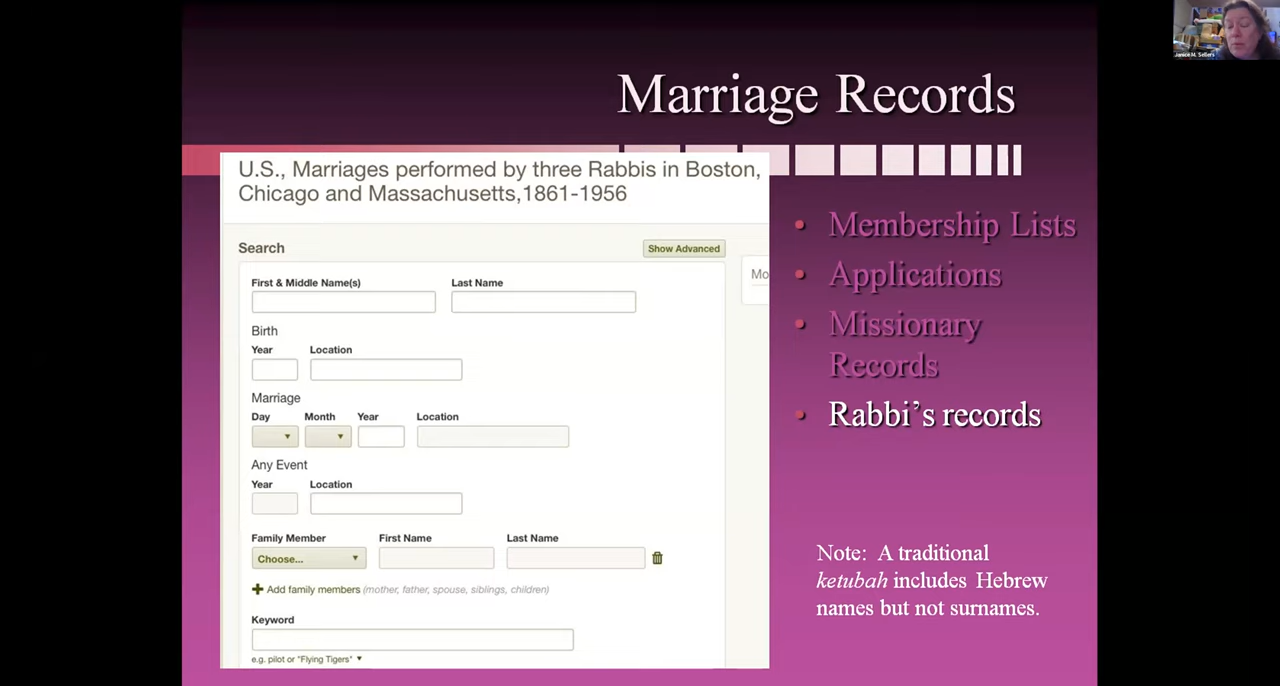 Janice M. Sellers
Marriage Records
U.S., Marriages performed by three Rabbis in Boston,
Chicago and Massachusetts,1861-1956
Search
Show Advanced
Mo
First & Middle Name(s) Last Name
Birth
Year Location
Marriage
Day Month Year Location
Any Event
Year Location
Family Member First Name Last Name
Choose...
Add family members (mother, father, spouse, siblings, children)
Keyword
e.g. pilot or "Flying Tigers"
• Membership Lists
• Applications
• Missionary
Records
• Rabbi’s records
Note: A traditional
ketubah includes Hebrew
names but not surnames.